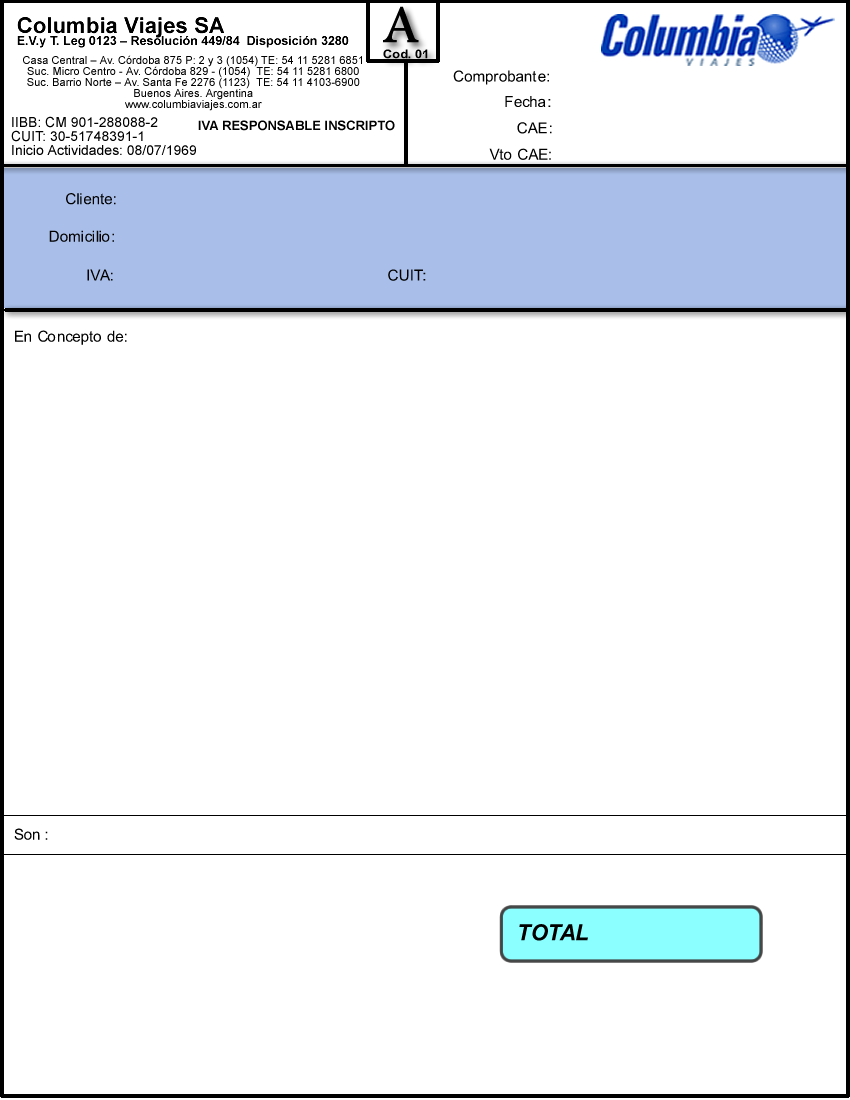 Columbia Viajes SA
E.V.y T. Leg 0123 – Resolución 449/84 Disposición 3280
Casa Central – Av. Córdoba 875 P: 2 y 3 (1054) TE: 54 11 5281 6851
Suc. Micro Centro - Av. Córdoba 829 - (1054) TE: 54 11 5281 6800
Suc. Barrio Norte – Av. Santa Fe 2276 (1123) TE: 54 11 4103-6900
Buenos Aires. Argentina
www.columbiaviajes.com.ar
IIBB: CM 901-288088-2
IVA RESPONSABLE INSCRIPTO
CUIT: 30-51748391-1
Inicio Actividades: 08/07/1969
A
Cod. 01
Columbia
VIAJES
Comprobante:
Fecha:
CAE:
Vto CAE:
Cliente:
Domicilio:
IVA: CUIT:
En Concepto de:
Son :
TOTAL